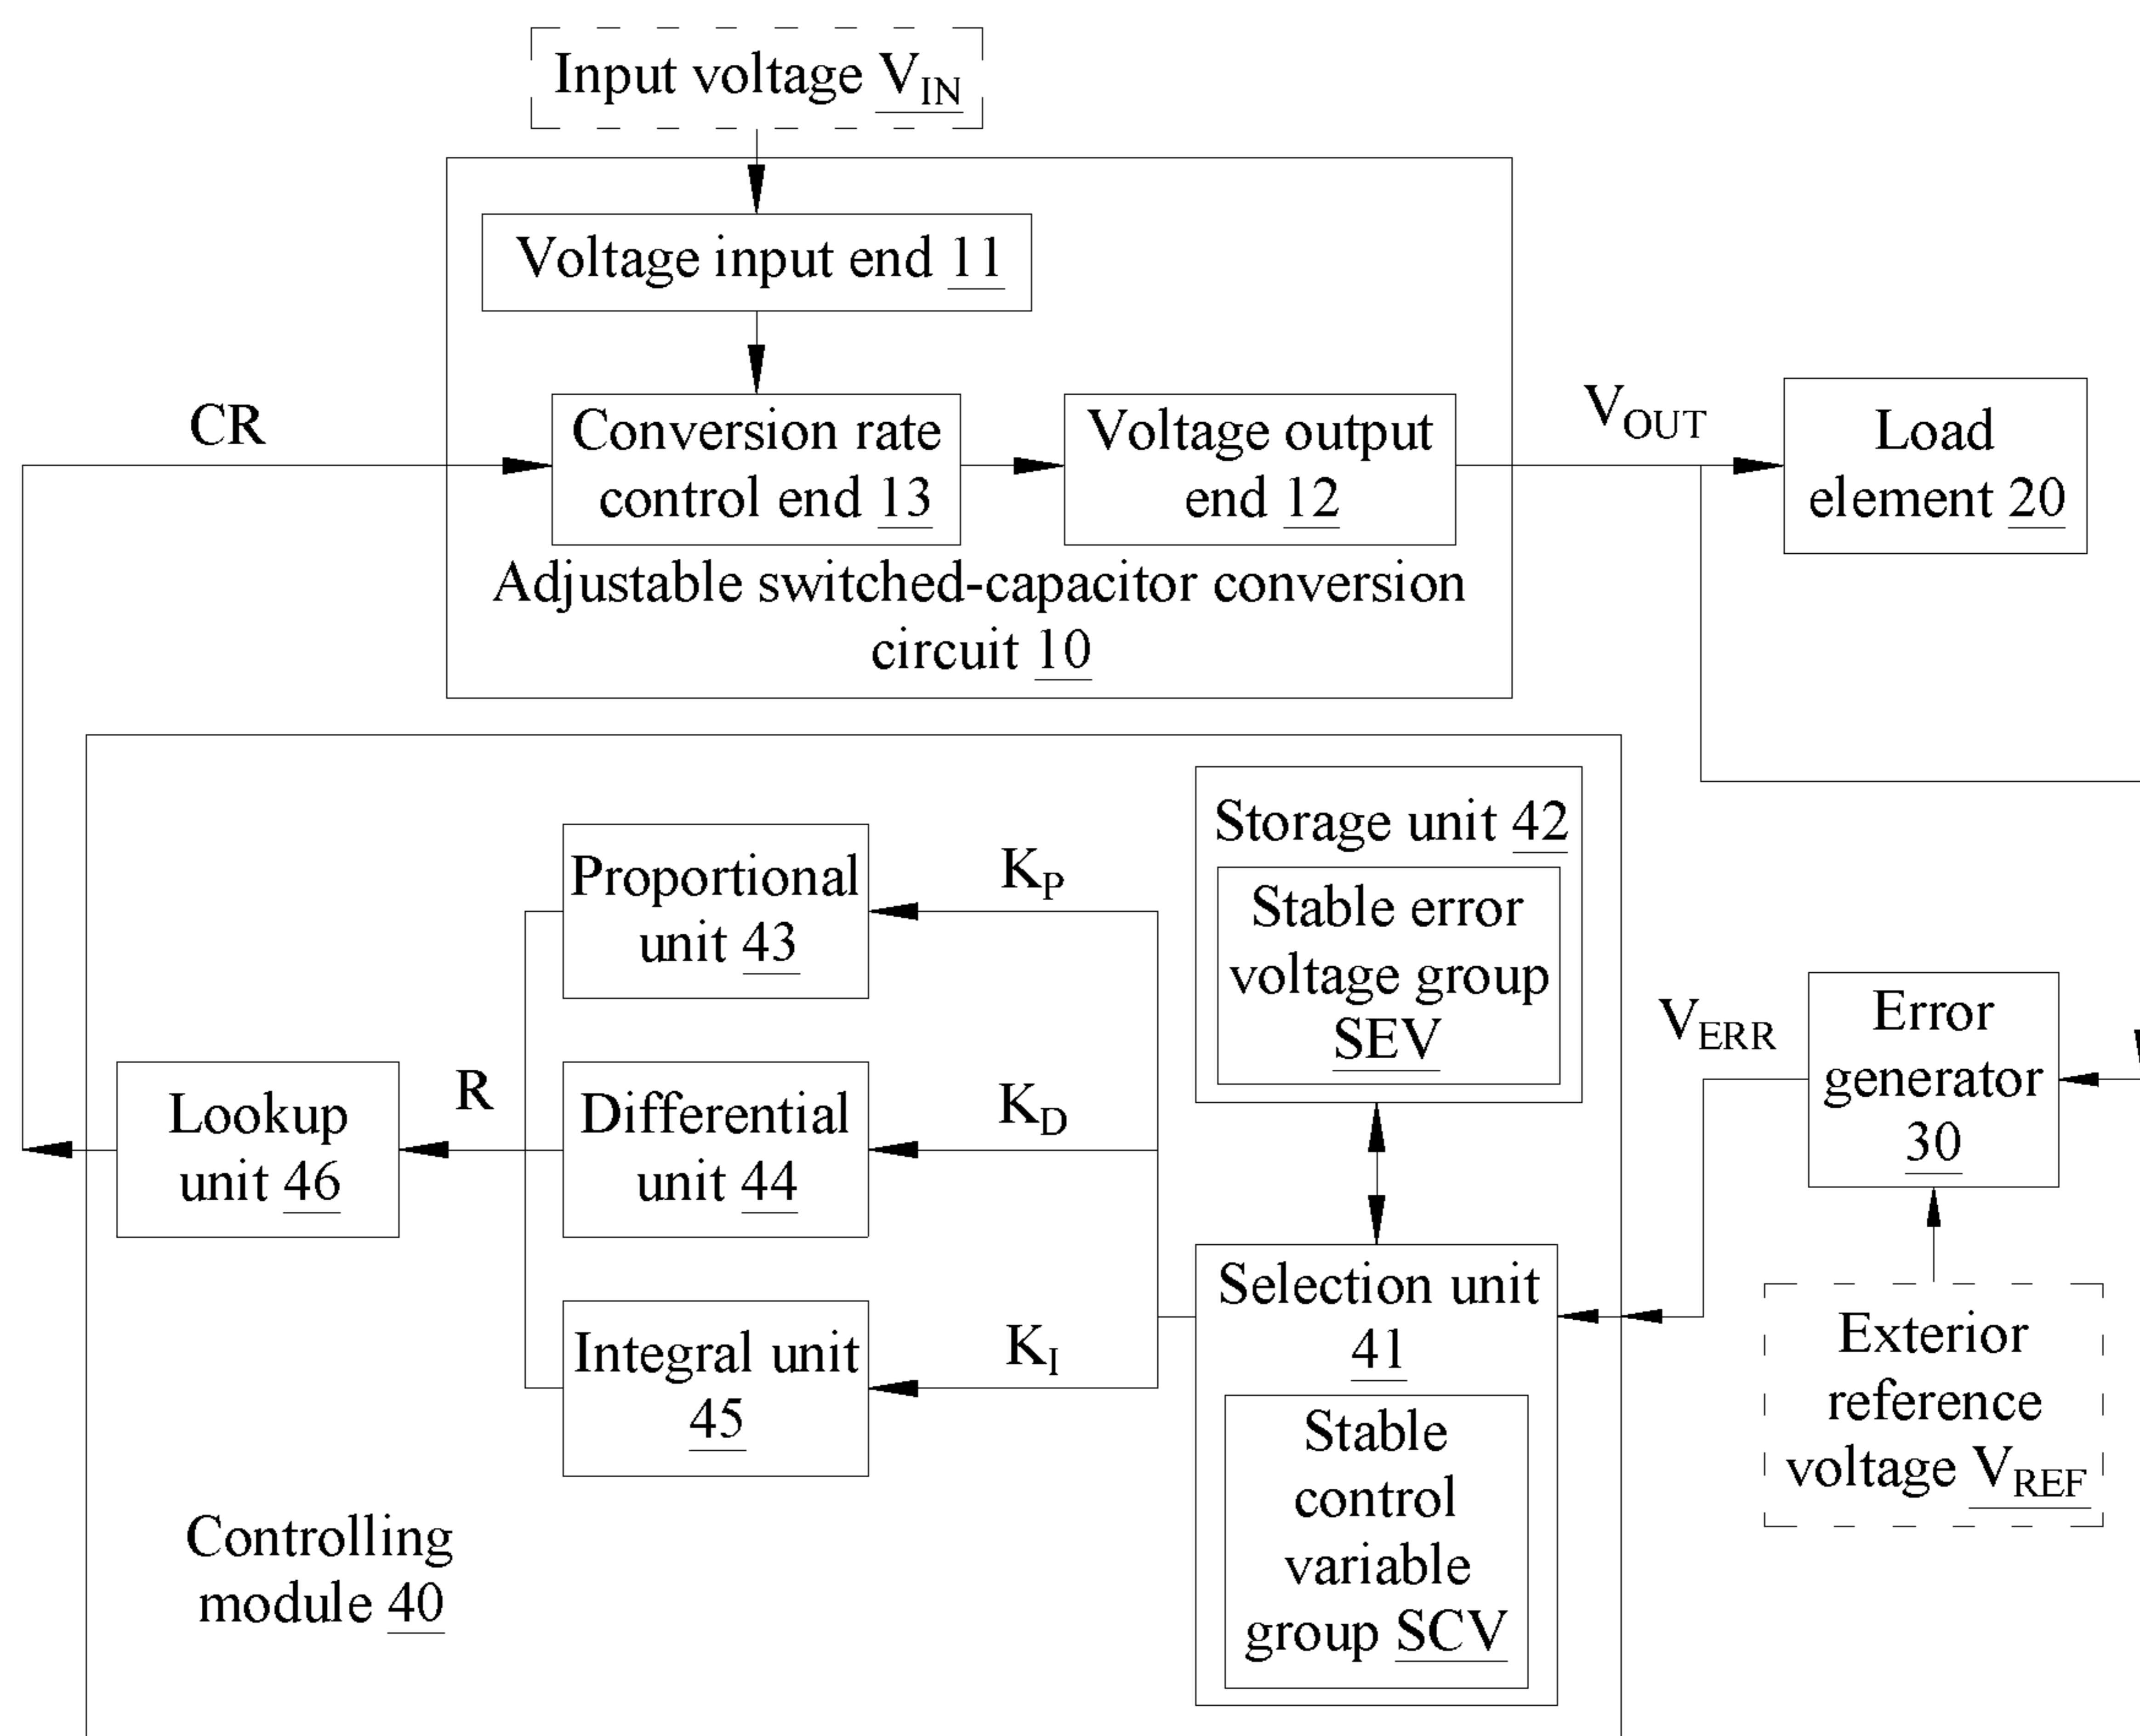 Input voltage VIN
Voltage input end 11
CR
Conversion rate
control end 13
Voltage output
end 12
VOUT
Load
element 20
Adjustable switched-capacitor conversion
circuit 10
Storage unit 42
Stable error
voltage group
SEV
Proportional
unit 43
KP
Differential
unit 44
KD
Integral unit
45
KI
R
Lookup
unit 46
Selection unit
41
Stable
control
variable
group SCV
VERR
Error
generator
30
Exterior
reference
voltage VREF
Controlling
module 40